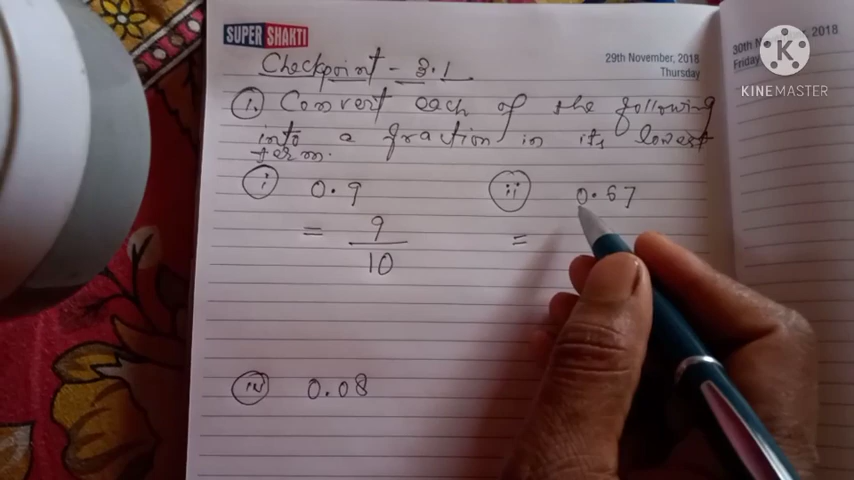 SUPER SHAKTI
29th November, 2018
Thursday
30th N
Friday
2018
KINEMASTER
Checkpoint - 3.1
1. Convert each of the following
into a fraction in its lowest
term.
i 0.9
= 9
10
ii 0.67
=
iv 0.08